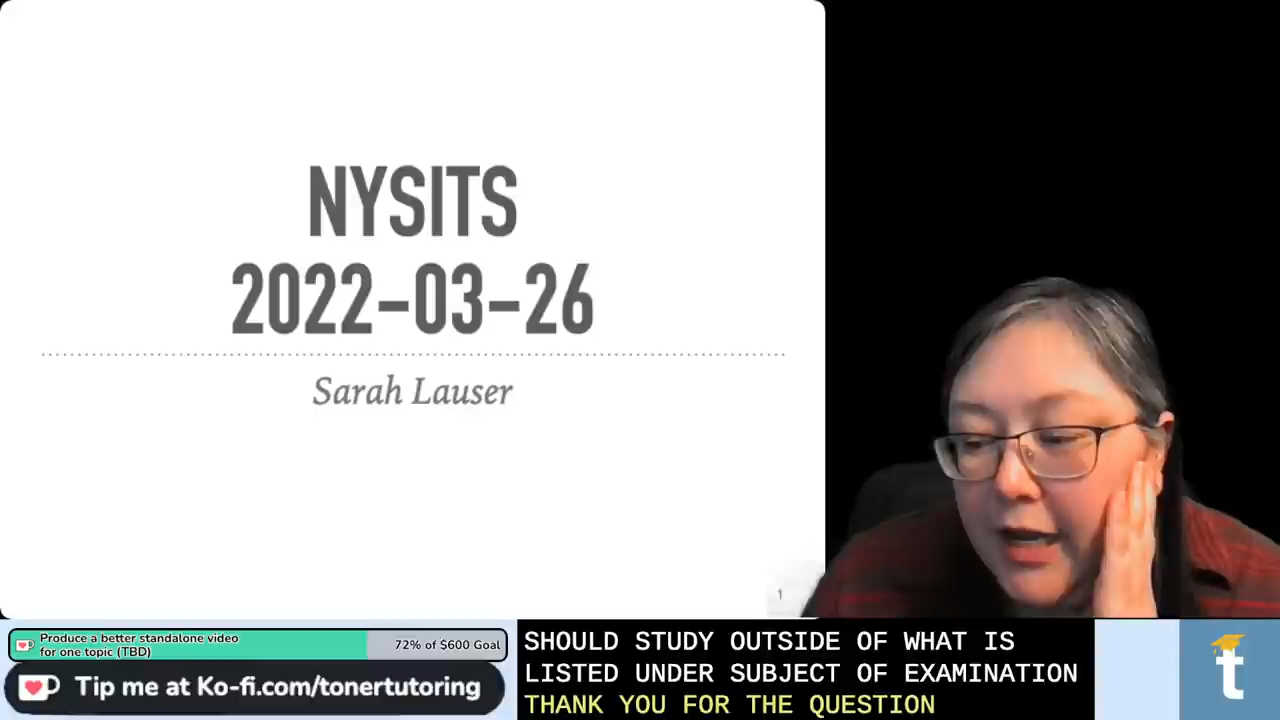 NYSITS
2022-03-26
Sarah Lauser
1
Produce a better standalone video
for one topic (TBD)
72% of $600 Goal
Tip me at Ko-fi.com/tonertutoring
SHOULD STUDY OUTSIDE OF WHAT IS
LISTED UNDER SUBJECT OF EXAMINATION
THANK YOU FOR THE QUESTION
t